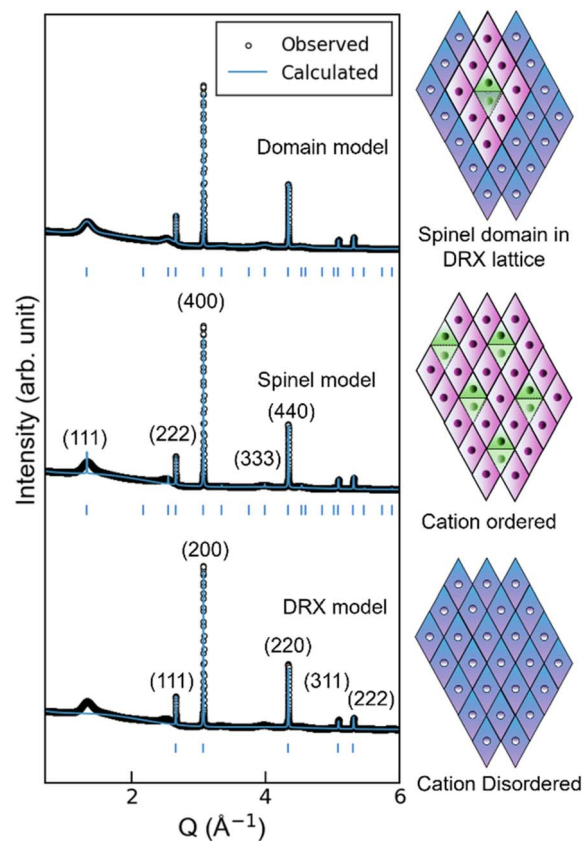 Observed
Calculated
Domain model
Spinel domain in
DRX lattice
(400)
Spinel model
(111)
(222)
(440)
(333)
Cation ordered
(200)
DRX model
(111)
(220)
(311)
(222)
Cation Disordered
Intensity (arb. unit)
2
4
6
Q (Å⁻¹)